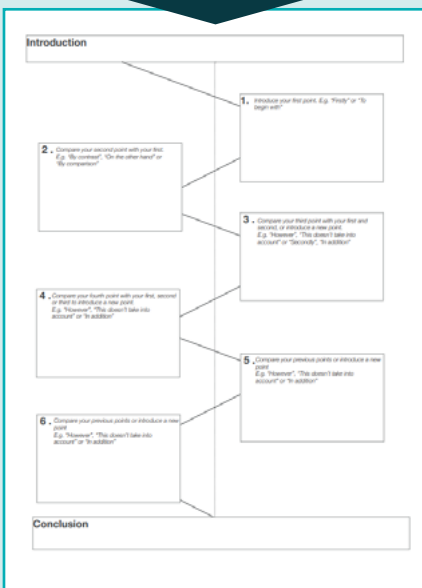 Introduction
1. Introduce your first point. E.g. "Firstly" or "To
begin with"
2. Compare your second point with your first.
E.g. "By contrast", "On the other hand" or
"By comparison"
3. Compare your third point with your first and
second, or introduce a new point.
E.g. "However", "This doesn't take into
account" or "Secondly", "In addition"
4. Compare your fourth point with your first, second
or third to introduce a new point.
E.g. "However", "This doesn't take into
account" or "In addition"
5. Compare your previous points or introduce a new
point
E.g. "However", "This doesn't take into
account" or "In addition"
6. Compare your previous points or introduce a new
point
E.g. "However", "This doesn't take into
account" or "In addition"
Conclusion